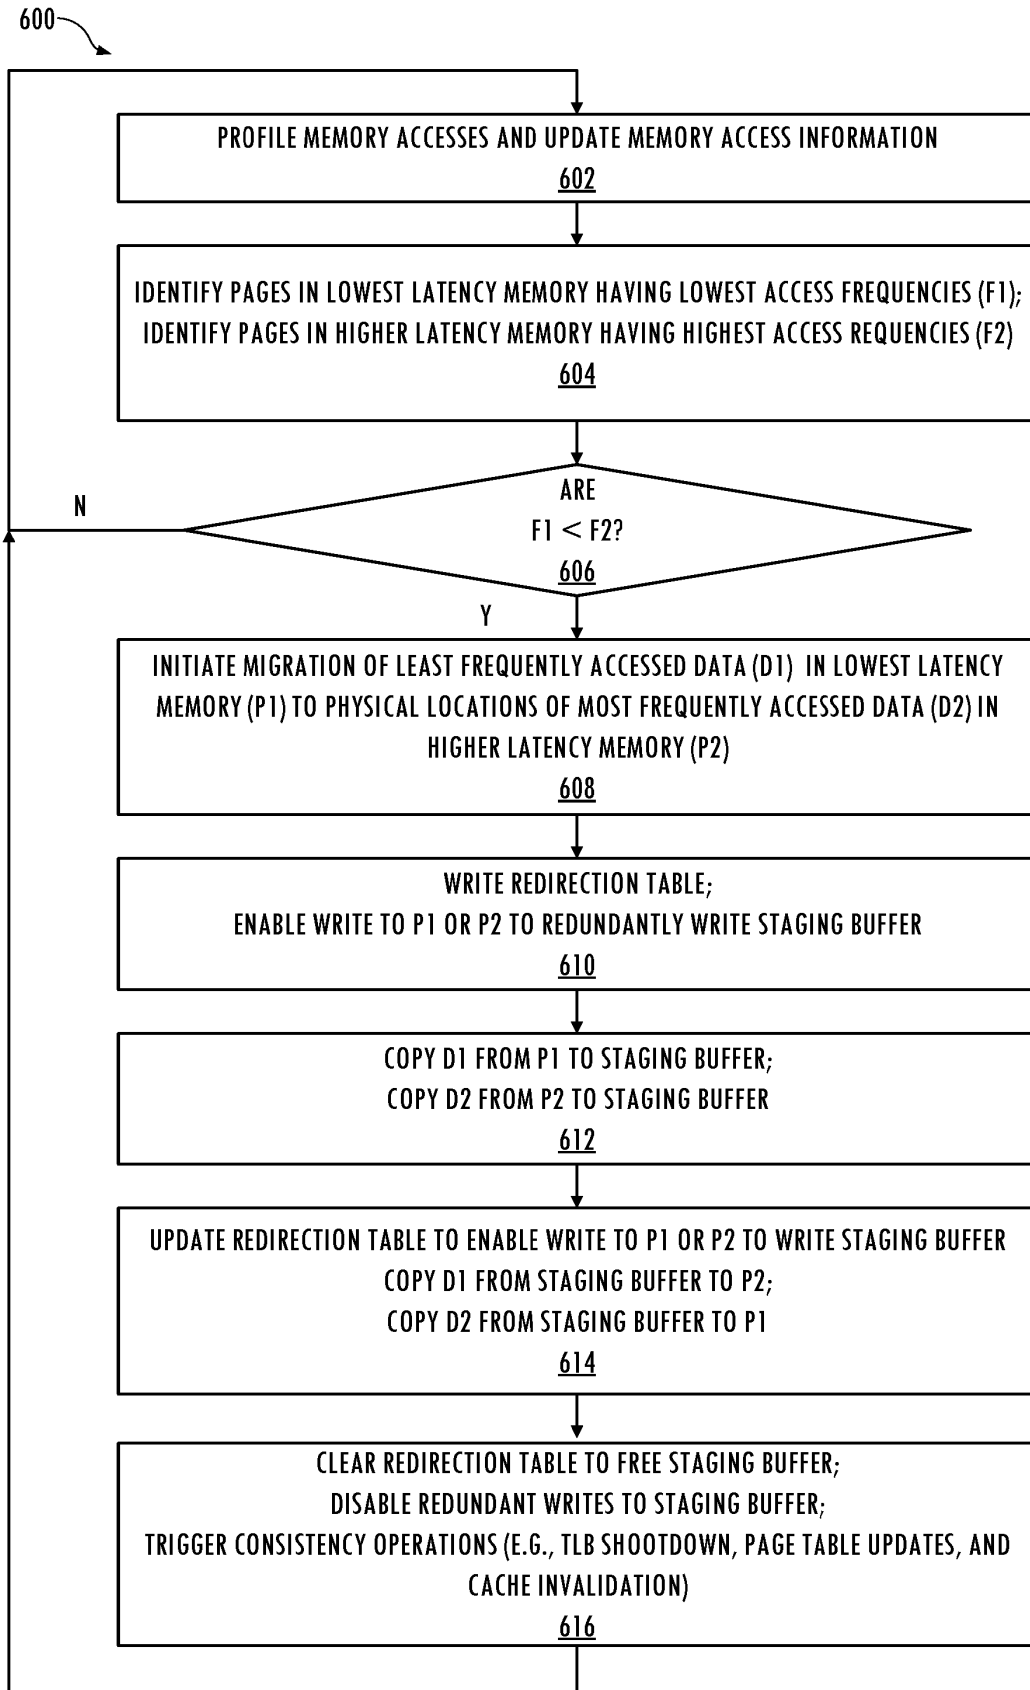 600
PROFILE MEMORY ACCESSES AND UPDATE MEMORY ACCESS INFORMATION
602
IDENTIFY PAGES IN LOWEST LATENCY MEMORY HAVING LOWEST ACCESS FREQUENCIES (F1);
IDENTIFY PAGES IN HIGHER LATENCY MEMORY HAVING HIGHEST ACCESS REQUENCIES (F2)
604
N
ARE
F1 < F2?
606
Y
INITIATE MIGRATION OF LEAST FREQUENTLY ACCESSED DATA (D1) IN LOWEST LATENCY
MEMORY (P1) TO PHYSICAL LOCATIONS OF MOST FREQUENTLY ACCESSED DATA (D2) IN
HIGHER LATENCY MEMORY (P2)
608
WRITE REDIRECTION TABLE;
ENABLE WRITE TO P1 OR P2 TO REDUNDANTLY WRITE STAGING BUFFER
610
COPY D1 FROM P1 TO STAGING BUFFER;
COPY D2 FROM P2 TO STAGING BUFFER
612
UPDATE REDIRECTION TABLE TO ENABLE WRITE TO P1 OR P2 TO WRITE STAGING BUFFER
COPY D1 FROM STAGING BUFFER TO P2;
COPY D2 FROM STAGING BUFFER TO P1
614
CLEAR REDIRECTION TABLE TO FREE STAGING BUFFER;
DISABLE REDUNDANT WRITES TO STAGING BUFFER;
TRIGGER CONSISTENCY OPERATIONS (E.G., TLB SHOOTDOWN, PAGE TABLE UPDATES, AND
CACHE INVALIDATION)
616